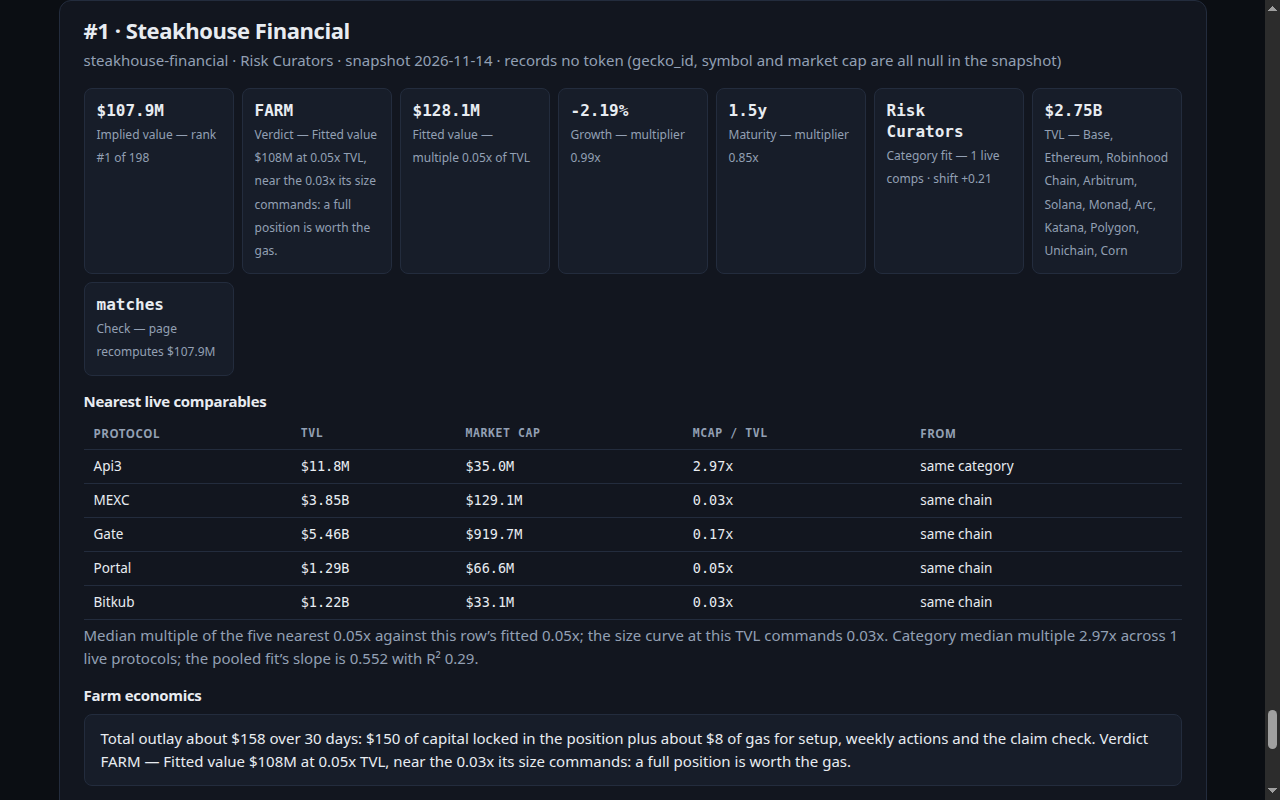 #1 · Steakhouse Financial
steakhouse-financial · Risk Curators · snapshot 2026-11-14 · records no token (gecko_id, symbol and market cap are all null in the snapshot)
$107.9M
Implied value — rank
#1 of 198
FARM
Verdict — Fitted value
$108M at 0.05x TVL,
near the 0.03x its size
commands: a full
position is worth the
gas.
$128.1M
Fitted value —
multiple 0.05x of TVL
-2.19%
Growth — multiplier
0.99x
1.5y
Maturity — multiplier
0.85x
Risk
Curators
Category fit — 1 live
comps · shift +0.21
$2.75B
TVL — Base,
Ethereum, Robinhood
Chain, Arbitrum,
Solana, Monad, Arc,
Katana, Polygon,
Unichain, Corn
matches
Check — page
recomputes $107.9M
Nearest live comparables
PROTOCOL TVL MARKET CAP MCAP / TVL FROM
Api3 $11.8M $35.0M 2.97x same category
MEXC $3.85B $129.1M 0.03x same chain
Gate $5.46B $919.7M 0.17x same chain
Portal $1.29B $66.6M 0.05x same chain
Bitkub $1.22B $33.1M 0.03x same chain
Median multiple of the five nearest 0.05x against this row's fitted 0.05x; the size curve at this TVL commands 0.03x. Category median multiple 2.97x across 1
live protocols; the pooled fit's slope is 0.552 with R² 0.29.
Farm economics
Total outlay about $158 over 30 days: $150 of capital locked in the position plus about $8 of gas for setup, weekly actions and the claim check. Verdict
FARM — Fitted value $108M at 0.05x TVL, near the 0.03x its size commands: a full position is worth the gas.